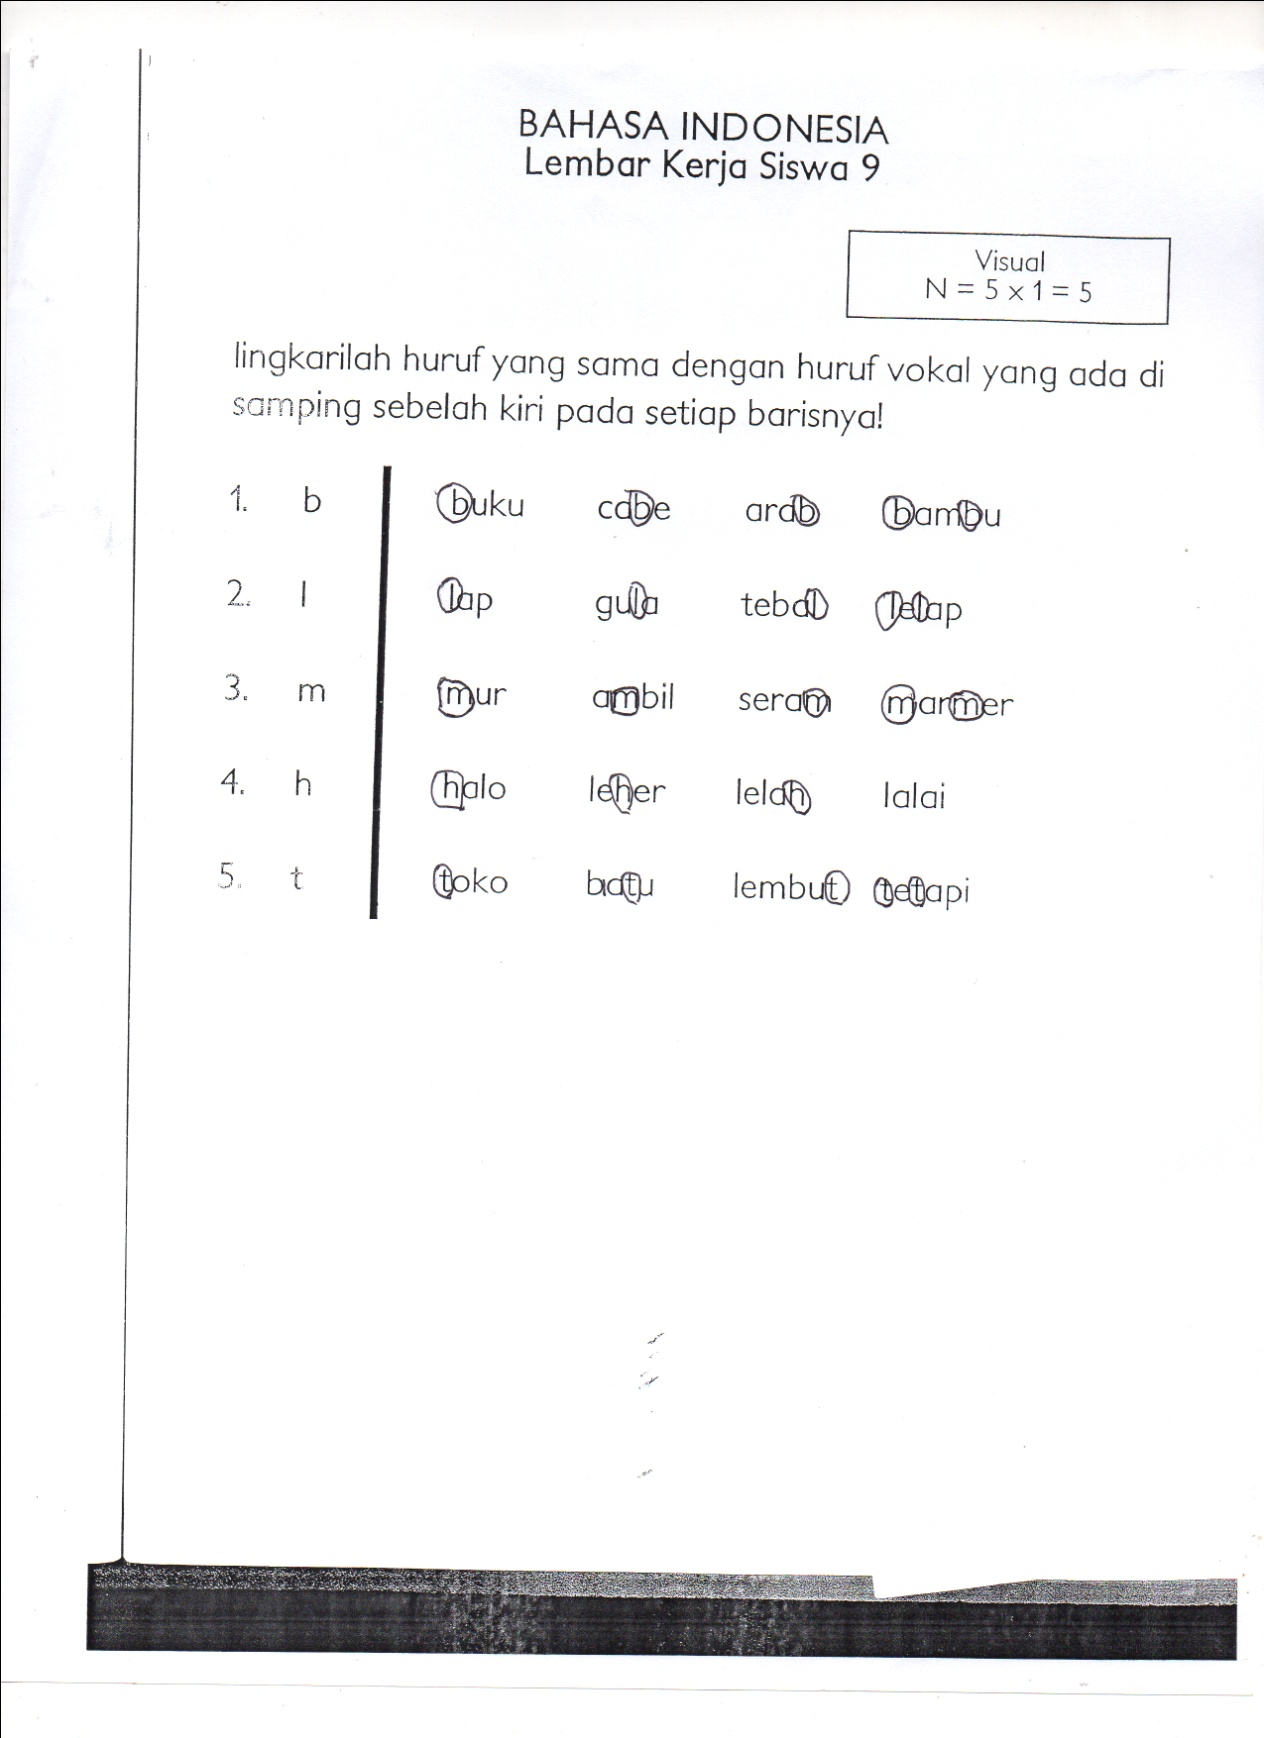 BAHASA INDONESIA
Lembar Kerja Siswa 9
Visual
N = 5 x 1 = 5
lingkarilah huruf yang sama dengan huruf vokal yang ada di
samping sebelah kiri pada setiap barisnya!
1. b buku cabe arab bambu
2. l lap gula tebal lelap
3. m mur ambil seram marmer
4. h halo leher lelah lalai
5. t toko batu lembut tetapi